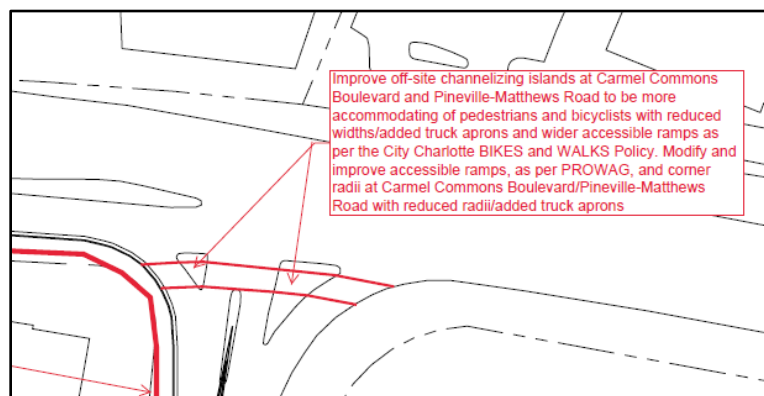 Improve off-site channelizing islands at Carmel Commons
Boulevard and Pineville-Matthews Road to be more
accommodating of pedestrians and bicyclists with reduced
widths/added truck aprons and wider accessible ramps as
per the City Charlotte BIKES and WALKS Policy. Modify and
improve accessible ramps, as per PROWAG, and corner
radii at Carmel Commons Boulevard/Pineville-Matthews
Road with reduced radii/added truck aprons